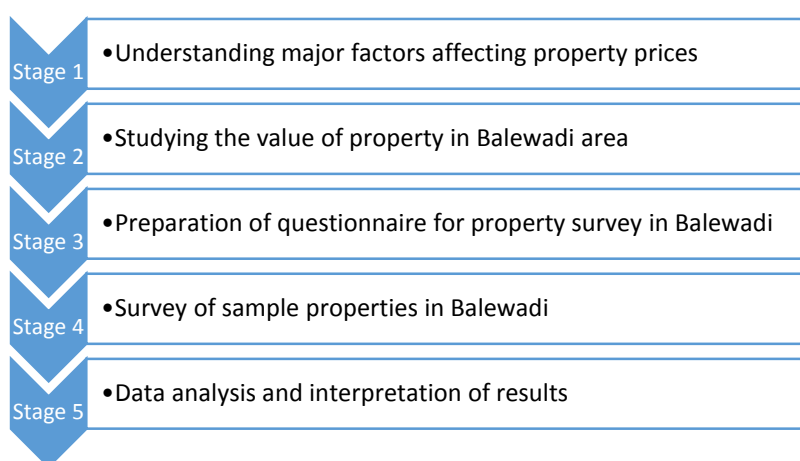 Stage 1
•Understanding major factors affecting property prices
Stage 2
•Studying the value of property in Balewadi area
Stage 3
•Preparation of questionnaire for property survey in Balewadi
Stage 4
•Survey of sample properties in Balewadi
Stage 5
•Data analysis and interpretation of results